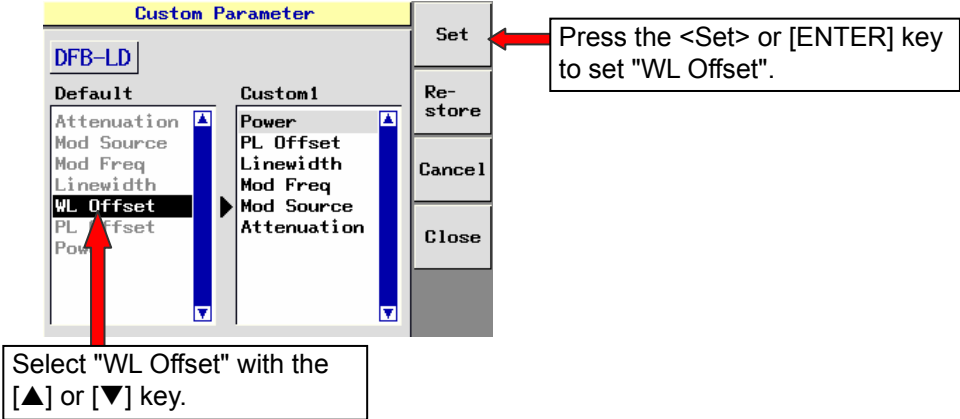 Custom Parameter
DFB-LD
Default
Attenuation
Mod Source
Mod Freq
Linewidth
WL Offset
PL Offset
Power
Custom1
Power
PL Offset
Linewidth
Mod Freq
Mod Source
Attenuation
Set
Re-
store
Cancel
Close
Press the <Set> or [ENTER] key
to set "WL Offset".
Select "WL Offset" with the
[▲] or [▼] key.